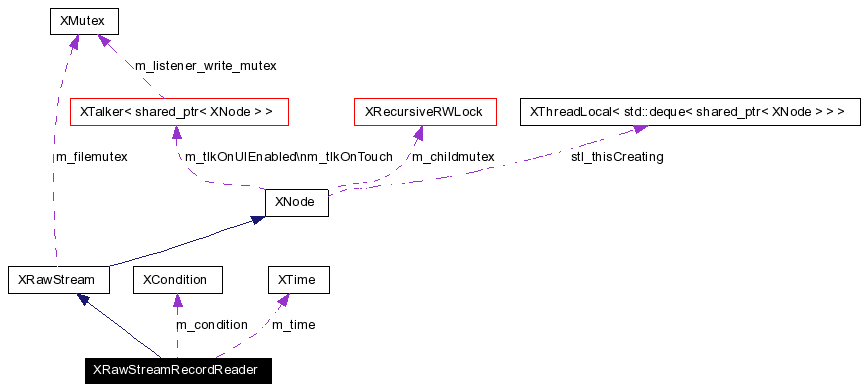 XMutex
m_listener_write_mutex
XTalker< shared_ptr< XNode > >
XRecursiveRWLock
XThreadLocal< std::deque< shared_ptr< XNode > > >
m_filemutex
m_tlkOnUIEnabled\nm_tlkOnTouch
m_childmutex
stl_thisCreating
XNode
XRawStream
XCondition
XTime
m_condition
m_time
XRawStreamRecordReader